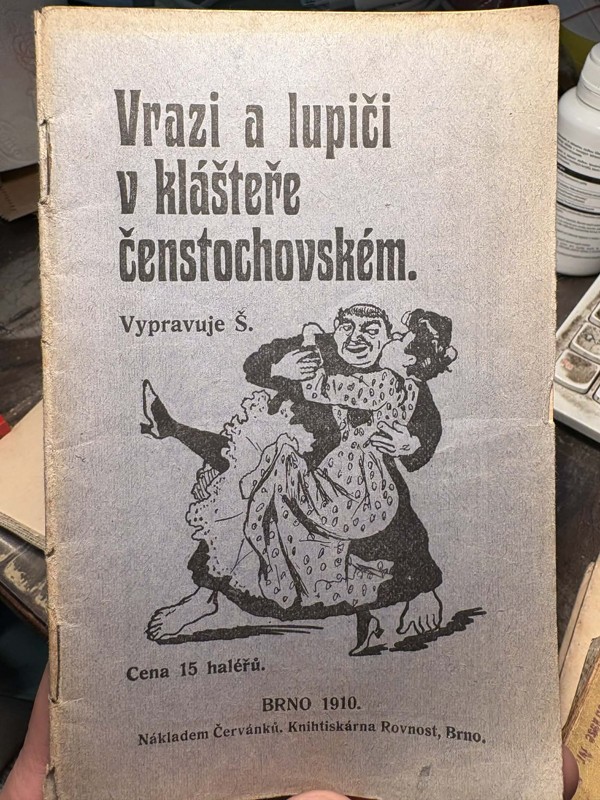 Vrazi a lupiči
v klášteře
čenstochovském.
Vypravuje Š.
Cena 15 haléřů.
BRNO 1910.
Nákladem Červánků. Knihtiskárna Rovnost, Brno.